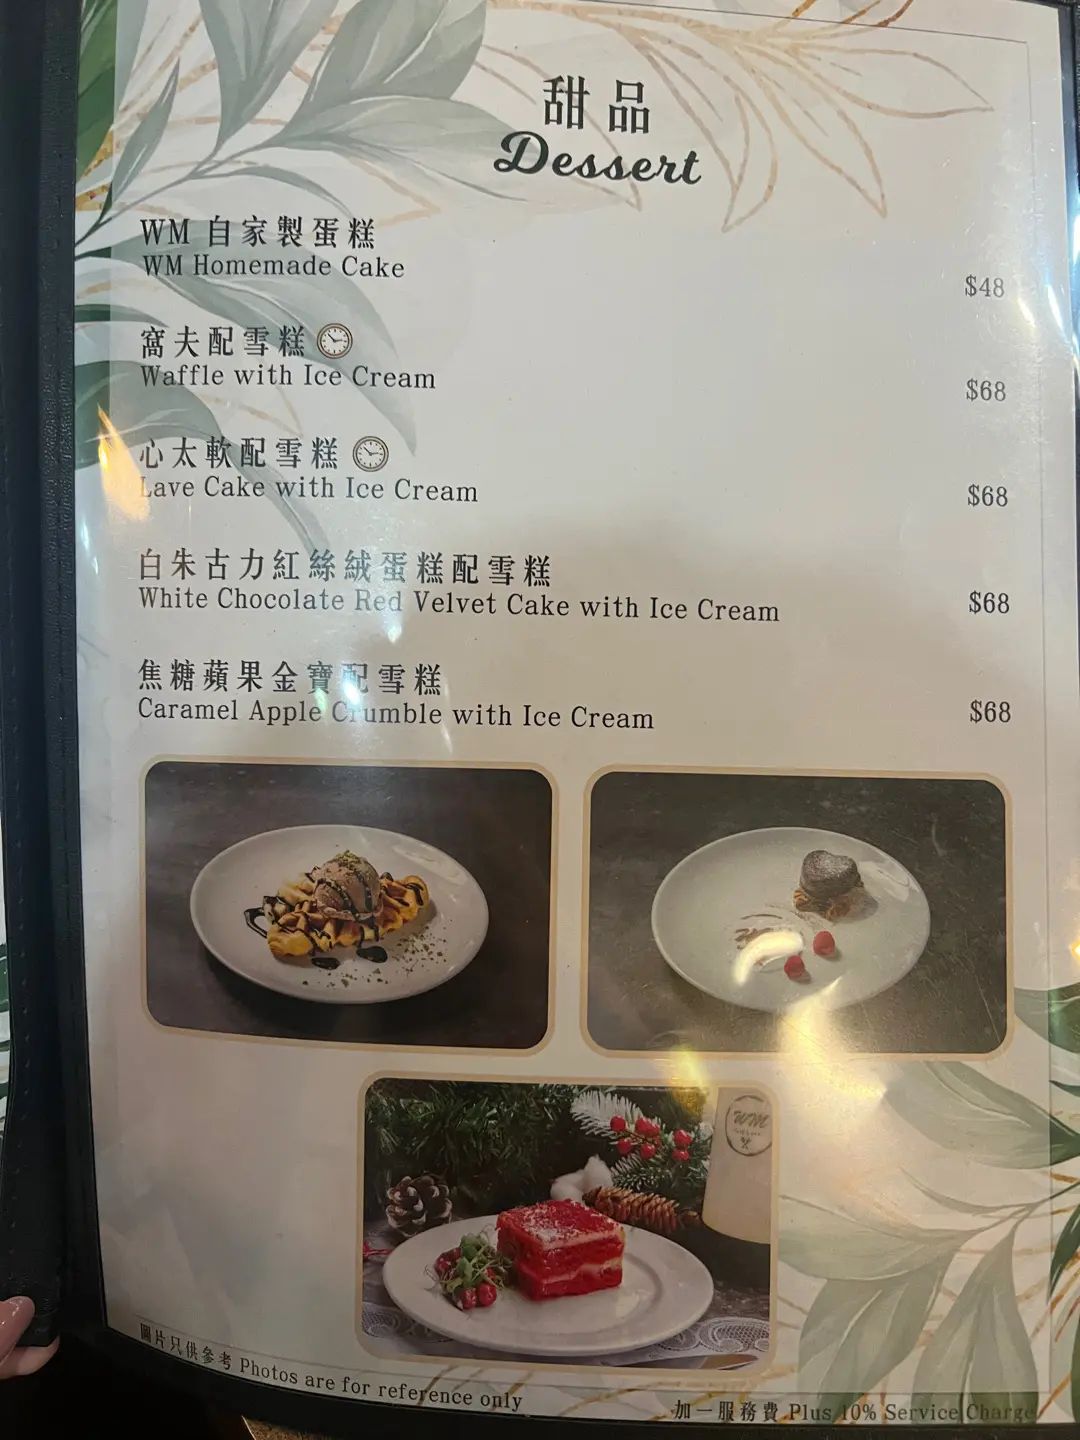 甜品
Dessert
WM 自家製蛋糕
WM Homemade Cake
$48
窩夫配雪糕
Waffle with Ice Cream
$68
心太軟配雪糕
Lave Cake with Ice Cream
$68
白朱古力紅絲絨蛋糕配雪糕
White Chocolate Red Velvet Cake with Ice Cream
$68
焦糖蘋果金寶配雪糕
Caramel Apple Crumble with Ice Cream
$68
WM
圖片只供參考 Photos are for reference only
加一服務費 Plus 10% Service Charge